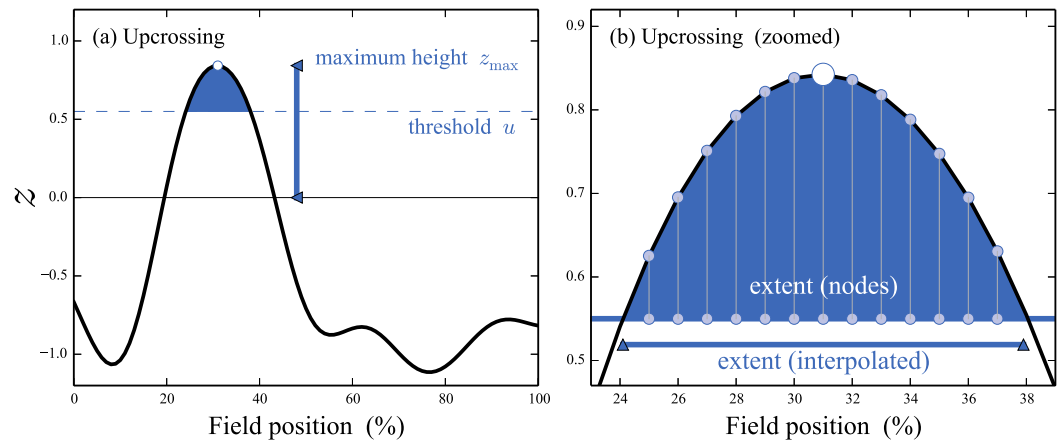 (a) Upcrossing
maximum height z_max
threshold u
z
1.0
0.5
0.0
−0.5
−1.0
0 20 40 60 80 100
Field position (%)
(b) Upcrossing (zoomed)
0.9
0.8
0.7
0.6
0.5
extent (nodes)
extent (interpolated)
24 26 28 30 32 34 36 38
Field position (%)